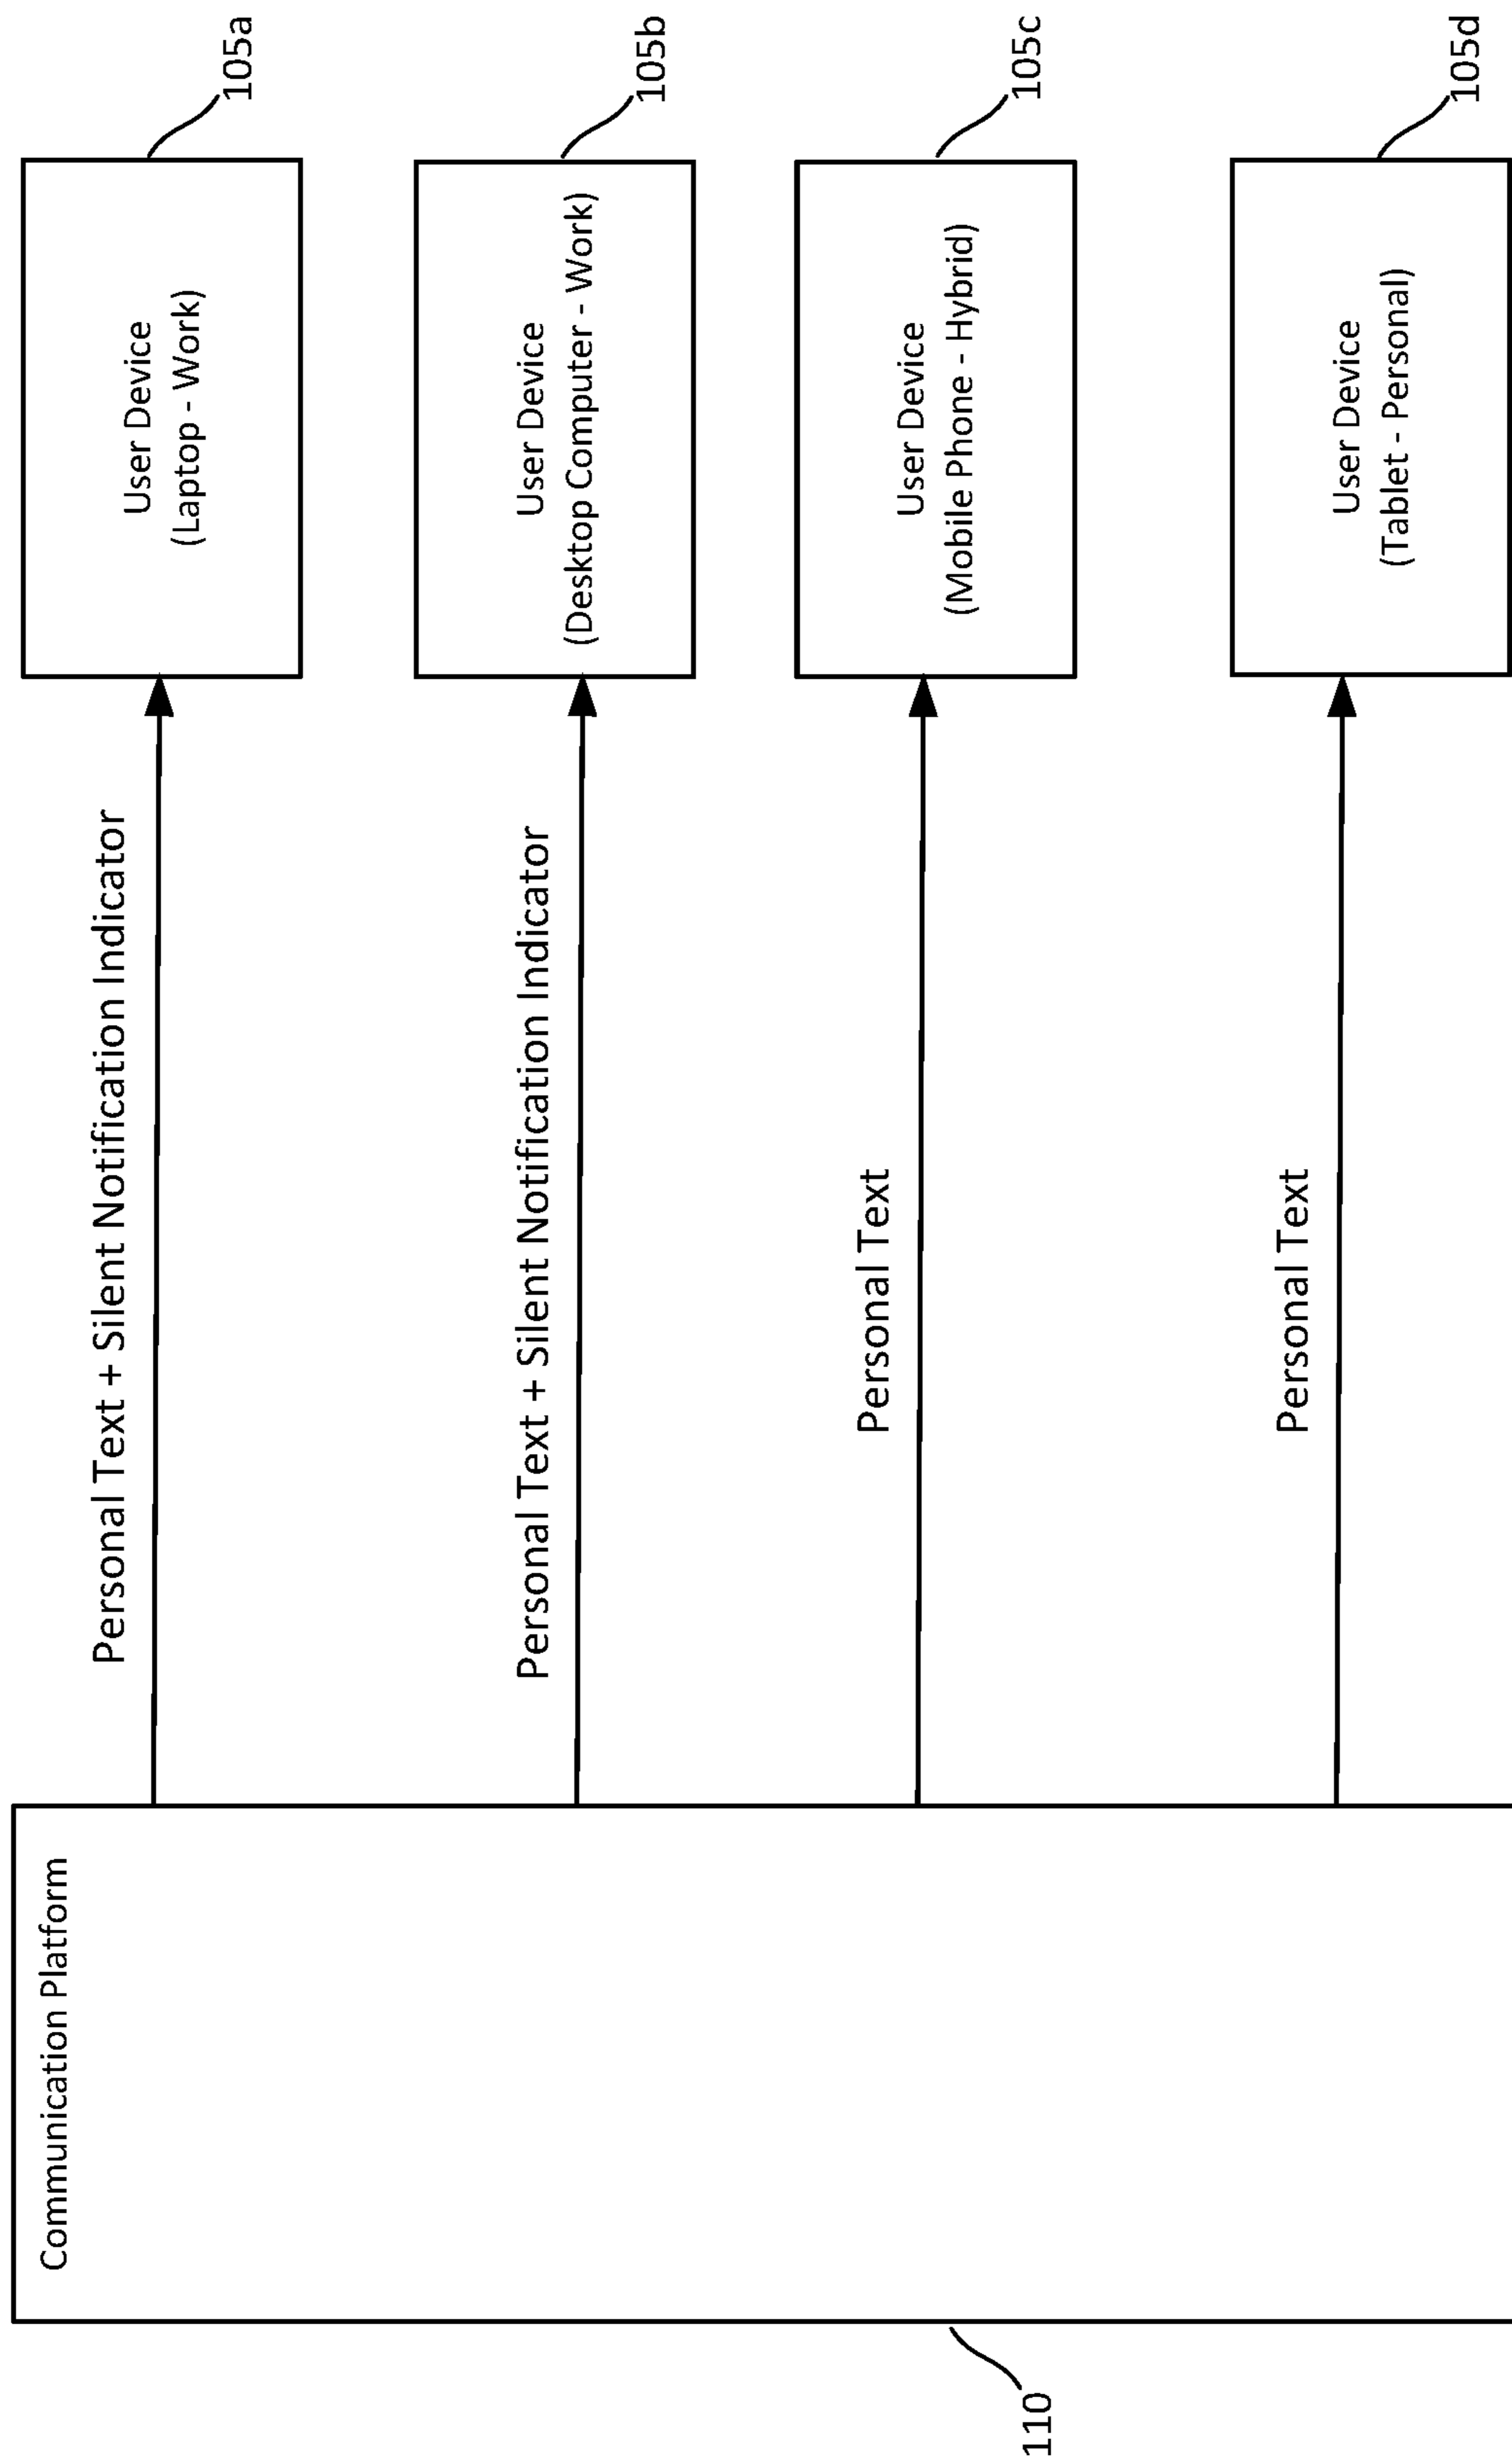 Communication Platform
110
Personal Text + Silent Notification Indicator
User Device
(Laptop - Work)
105a
Personal Text + Silent Notification Indicator
User Device
(Desktop Computer - Work)
105b
Personal Text
User Device
(Mobile Phone - Hybrid)
105c
Personal Text
User Device
(Tablet - Personal)
105d